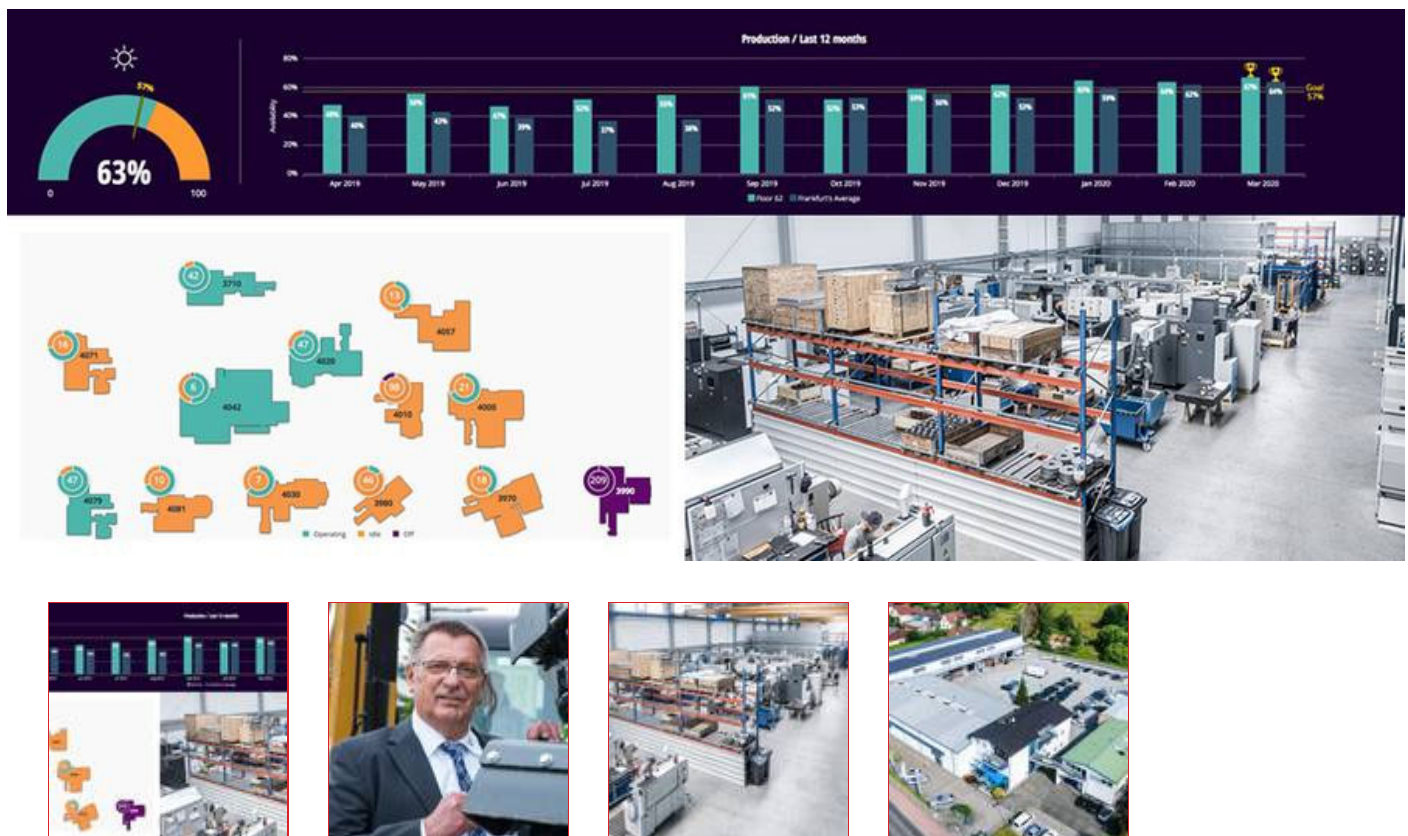 Production / Last 12 months
57%
63%
0
100
Availability
80%
60%
40%
20%
0%
48% 40% 56% 43% 47% 39% 52% 37% 55% 38% 61% 52% 52% 53% 59% 56% 62% 53% 65% 59% 64% 62% 67% 64%
Goal
57%
Apr 2019 May 2019 Jun 2019 Jul 2019 Aug 2019 Sep 2019 Oct 2019 Nov 2019 Dec 2019 Jan 2020 Feb 2020 Mar 2020
Floor 62 Frankfurt's Average
42 3710
13 4057
16 4071
47 4020
6 4042
98 4010
21 4000
47 4079
10 4081
7 4030
46 3980
18 3970
209 3990
Operating Idle Off
Production / Last 12 months